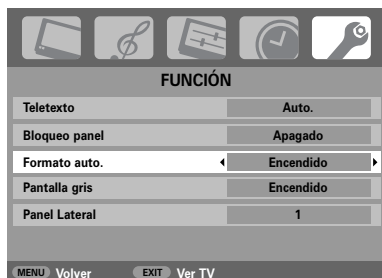 FUNCIÓN
Teletexto Auto.
Bloqueo panel Apagado
Formato auto. Encendido
Pantalla gris Encendido
Panel Lateral 1
MENU Volver EXIT Ver TV